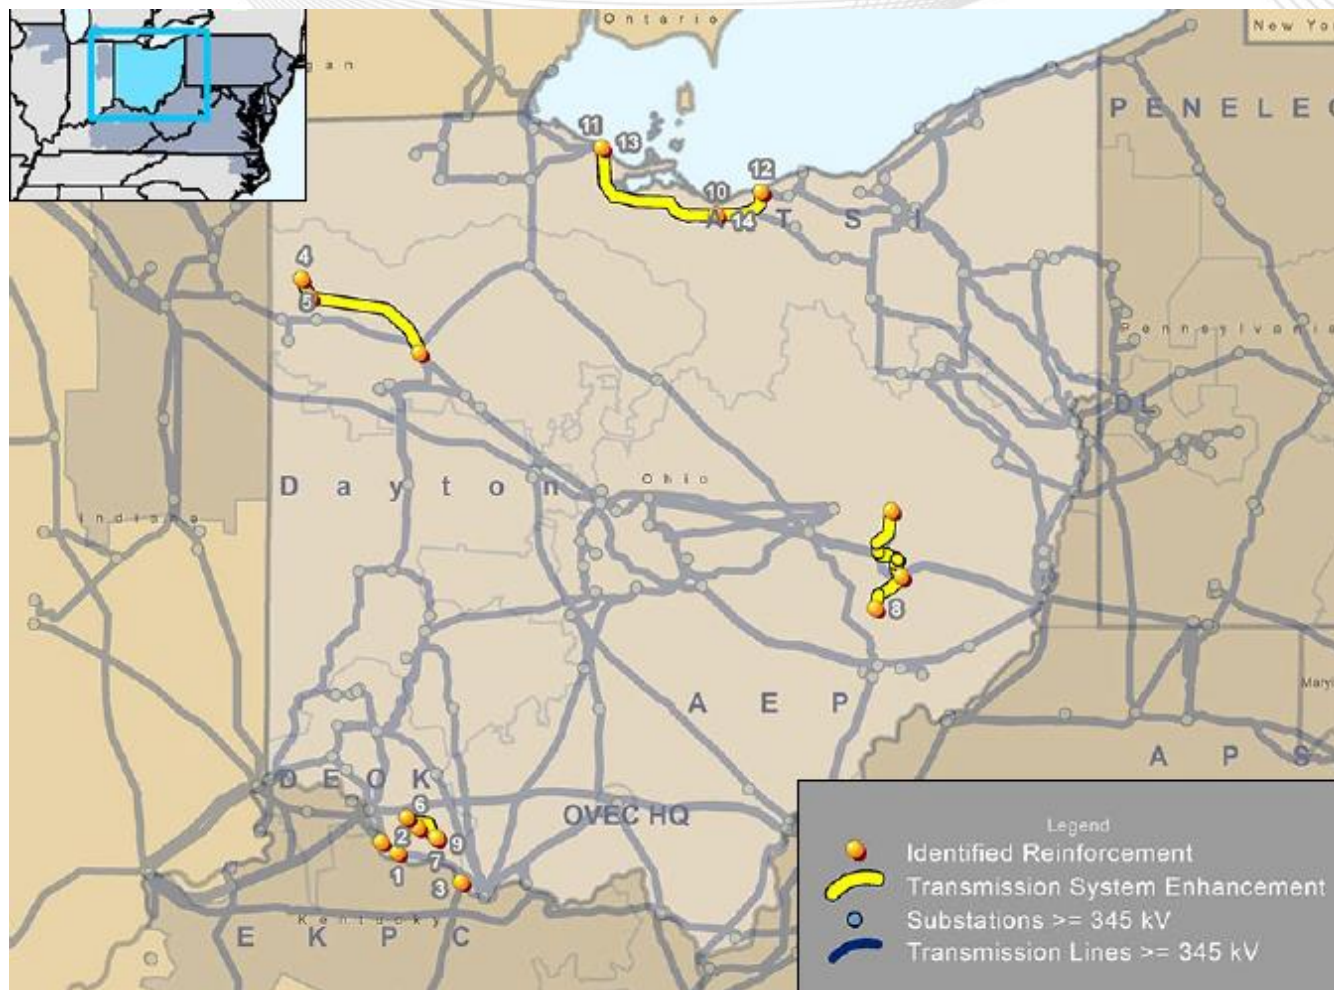 Ontario
New Yo
gan
PENELEC
11
13
12
10
14
ATSI
4
5
Pennsylvania
DL
Ohio
Dayton
Indiana
8
Mary
AEP
APS
DEOK
OVEC HQ
6
2
9
7
1
3
Kentucky
EKPC
Legend
Identified Reinforcement
Transmission System Enhancement
Substations >= 345 kV
Transmission Lines >= 345 kV